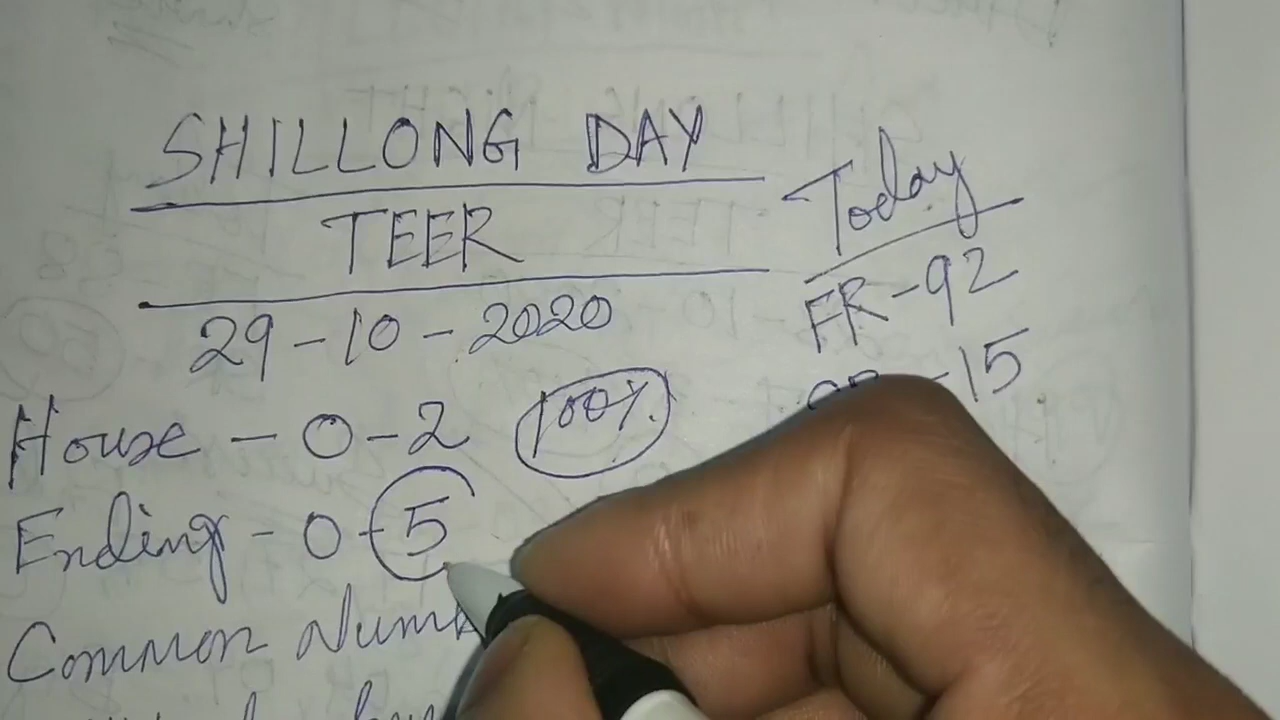 SHILLONG DAY
TEER
29-10-2020
House - 0-2 100%
Ending - 0-5
Common
Today
FR-92
-15